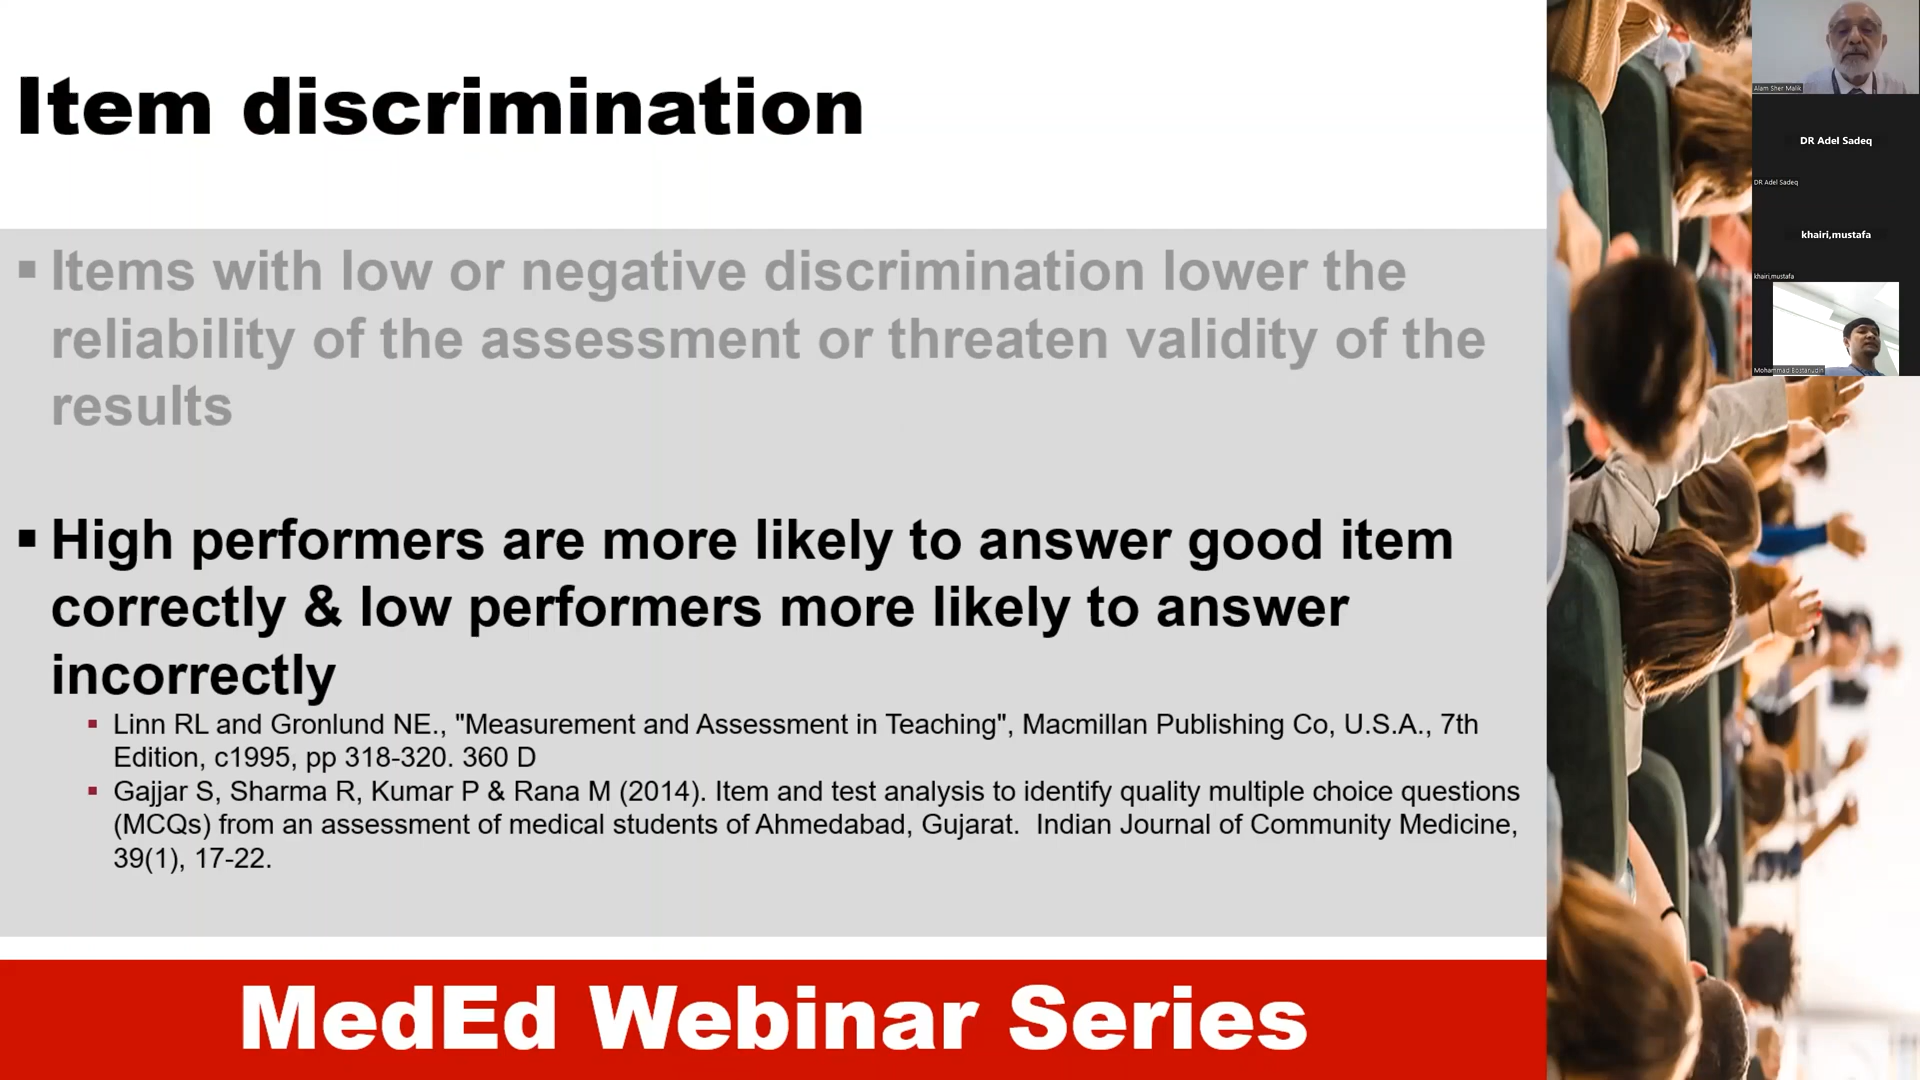 Item discrimination
▪ Items with low or negative discrimination lower the
reliability of the assessment or threaten validity of the
results
▪ High performers are more likely to answer good item
correctly & low performers more likely to answer
incorrectly
▪ Linn RL and Gronlund NE., "Measurement and Assessment in Teaching", Macmillan Publishing Co, U.S.A., 7th
Edition, c1995, pp 318-320. 360 D
▪ Gajjar S, Sharma R, Kumar P & Rana M (2014). Item and test analysis to identify quality multiple choice questions
(MCQs) from an assessment of medical students of Ahmedabad, Gujarat.  Indian Journal of Community Medicine,
39(1), 17-22.
MedEd Webinar Series
Alam Sher Malik
DR Adel Sadeq
DR Adel Sadeq
khairi,mustafa
khairi,mustafa
Mohammad Bostanudin